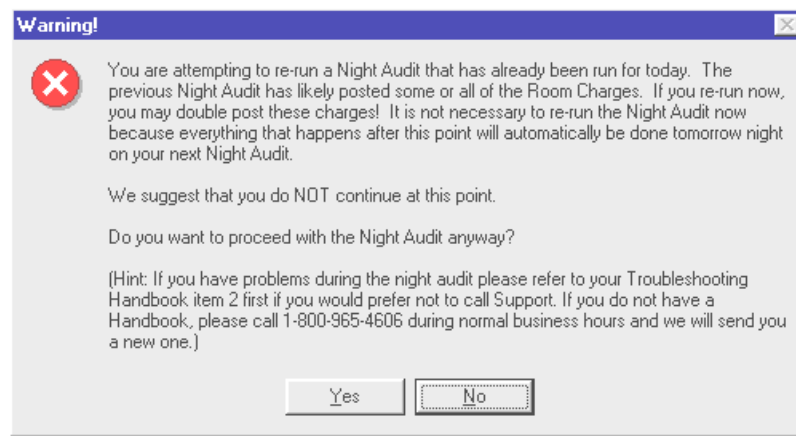 Warning!
You are attempting to re-run a Night Audit that has already been run for today.  The
previous Night Audit has likely posted some or all of the Room Charges.  If you re-run now,
you may double post these charges!  It is not necessary to re-run the Night Audit now
because everything that happens after this point will automatically be done tomorrow night
on your next Night Audit.
We suggest that you do NOT continue at this point.
Do you want to proceed with the Night Audit anyway?
(Hint: If you have problems during the night audit please refer to your Troubleshooting
Handbook item 2 first if you would prefer not to call Support. If you do not have a
Handbook, please call 1-800-965-4606 during normal business hours and we will send you
a new one.)
Yes No